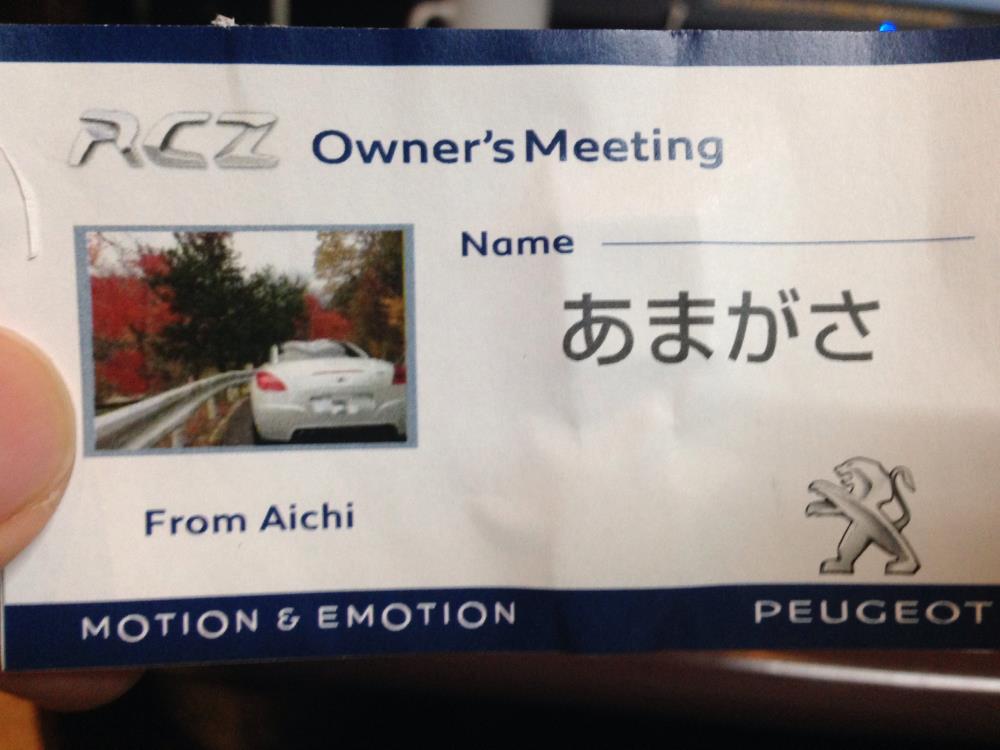 RCZ Owner's Meeting
Name
あまがさ
From Aichi
MOTION & EMOTION PEUGEOT